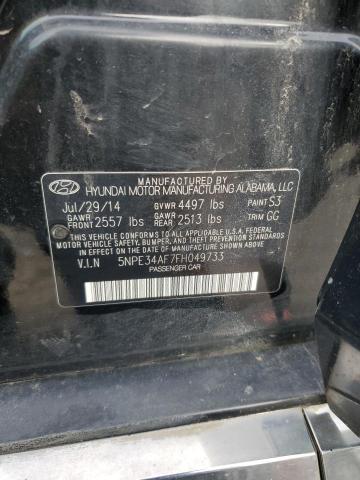 MANUFACTURED BY
HYUNDAI MOTOR MANUFACTURING ALABAMA, LLC
Jul/29/14 GVWR 4497 lbs PAINT S3
GAWR FRONT 2557 lbs GAWR REAR 2513 lbs TRIM GG
THIS VEHICLE CONFORMS TO ALL APPLICABLE U.S. FEDERAL
MOTOR VEHICLE SAFETY, BUMPER, AND THEFT PREVENTION
STANDARDS IN EFFECT ON THE DATE OF MANUFACTURE SHOWN ABOVE.
V.I.N 5NPE34AF7FH049733
PASSENGER CAR